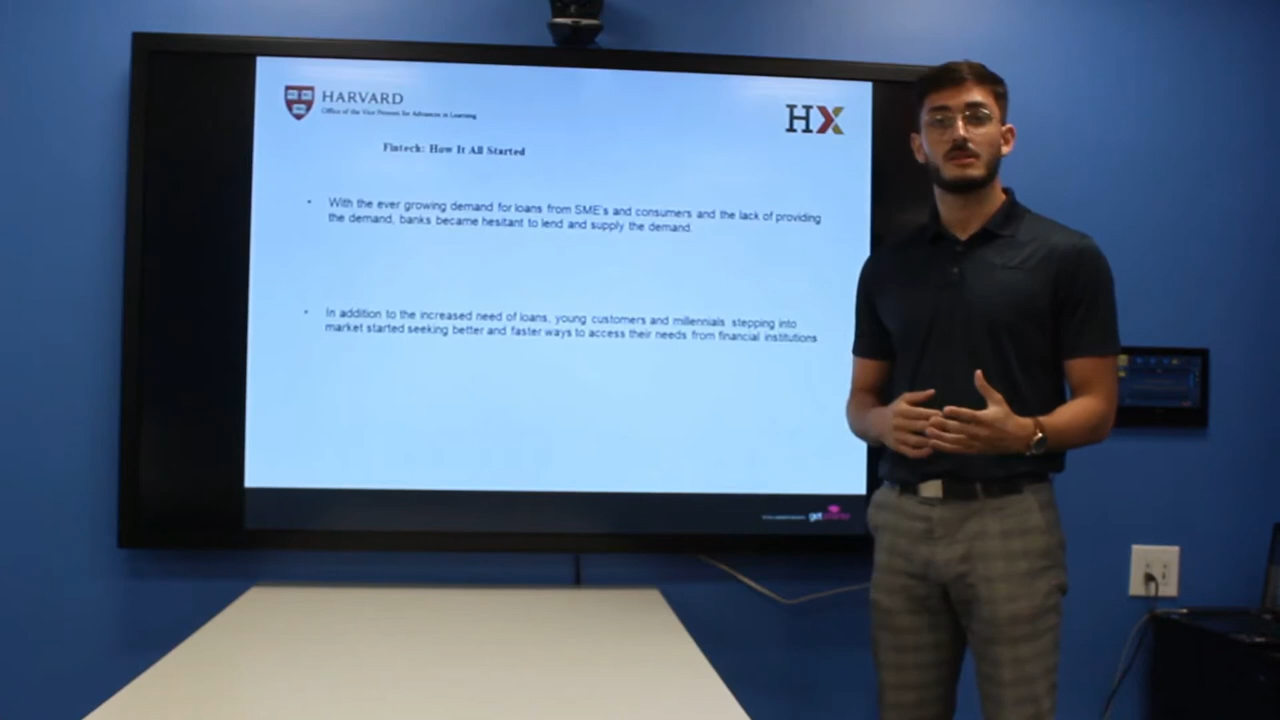 HARVARD
Office of the Vice Provost for Advances in Learning
HX
Fintech: How It All Started
• With the ever growing demand for loans from SME's and consumers and the lack of providing
the demand, banks became hesitant to lend and supply the demand.
• In addition to the increased need of loans, young customers and millennials stepping into
market started seeking better and faster ways to access their needs from financial institutions
getsmarter